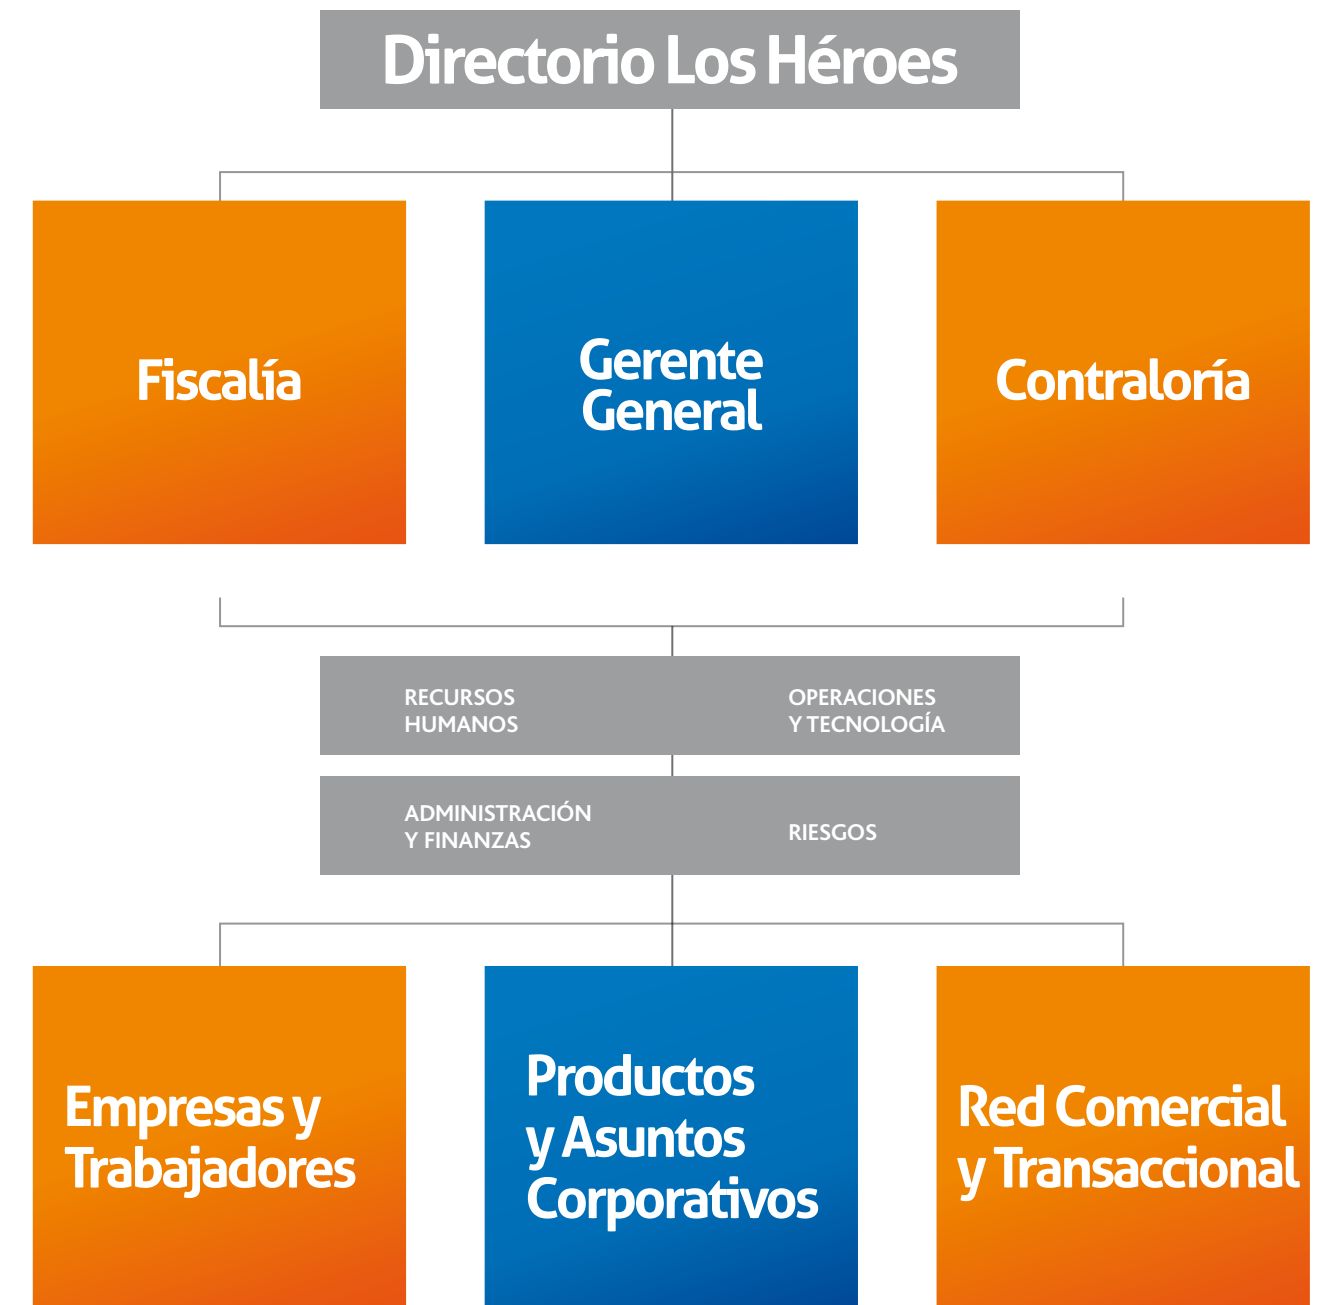 Directorio Los Héroes
Fiscalía
Gerente
General
Contraloría
RECURSOS
HUMANOS
OPERACIONES
Y TECNOLOGÍA
ADMINISTRACIÓN
Y FINANZAS
RIESGOS
Empresas y
Trabajadores
Productos
y Asuntos
Corporativos
Red Comercial
y Transaccional